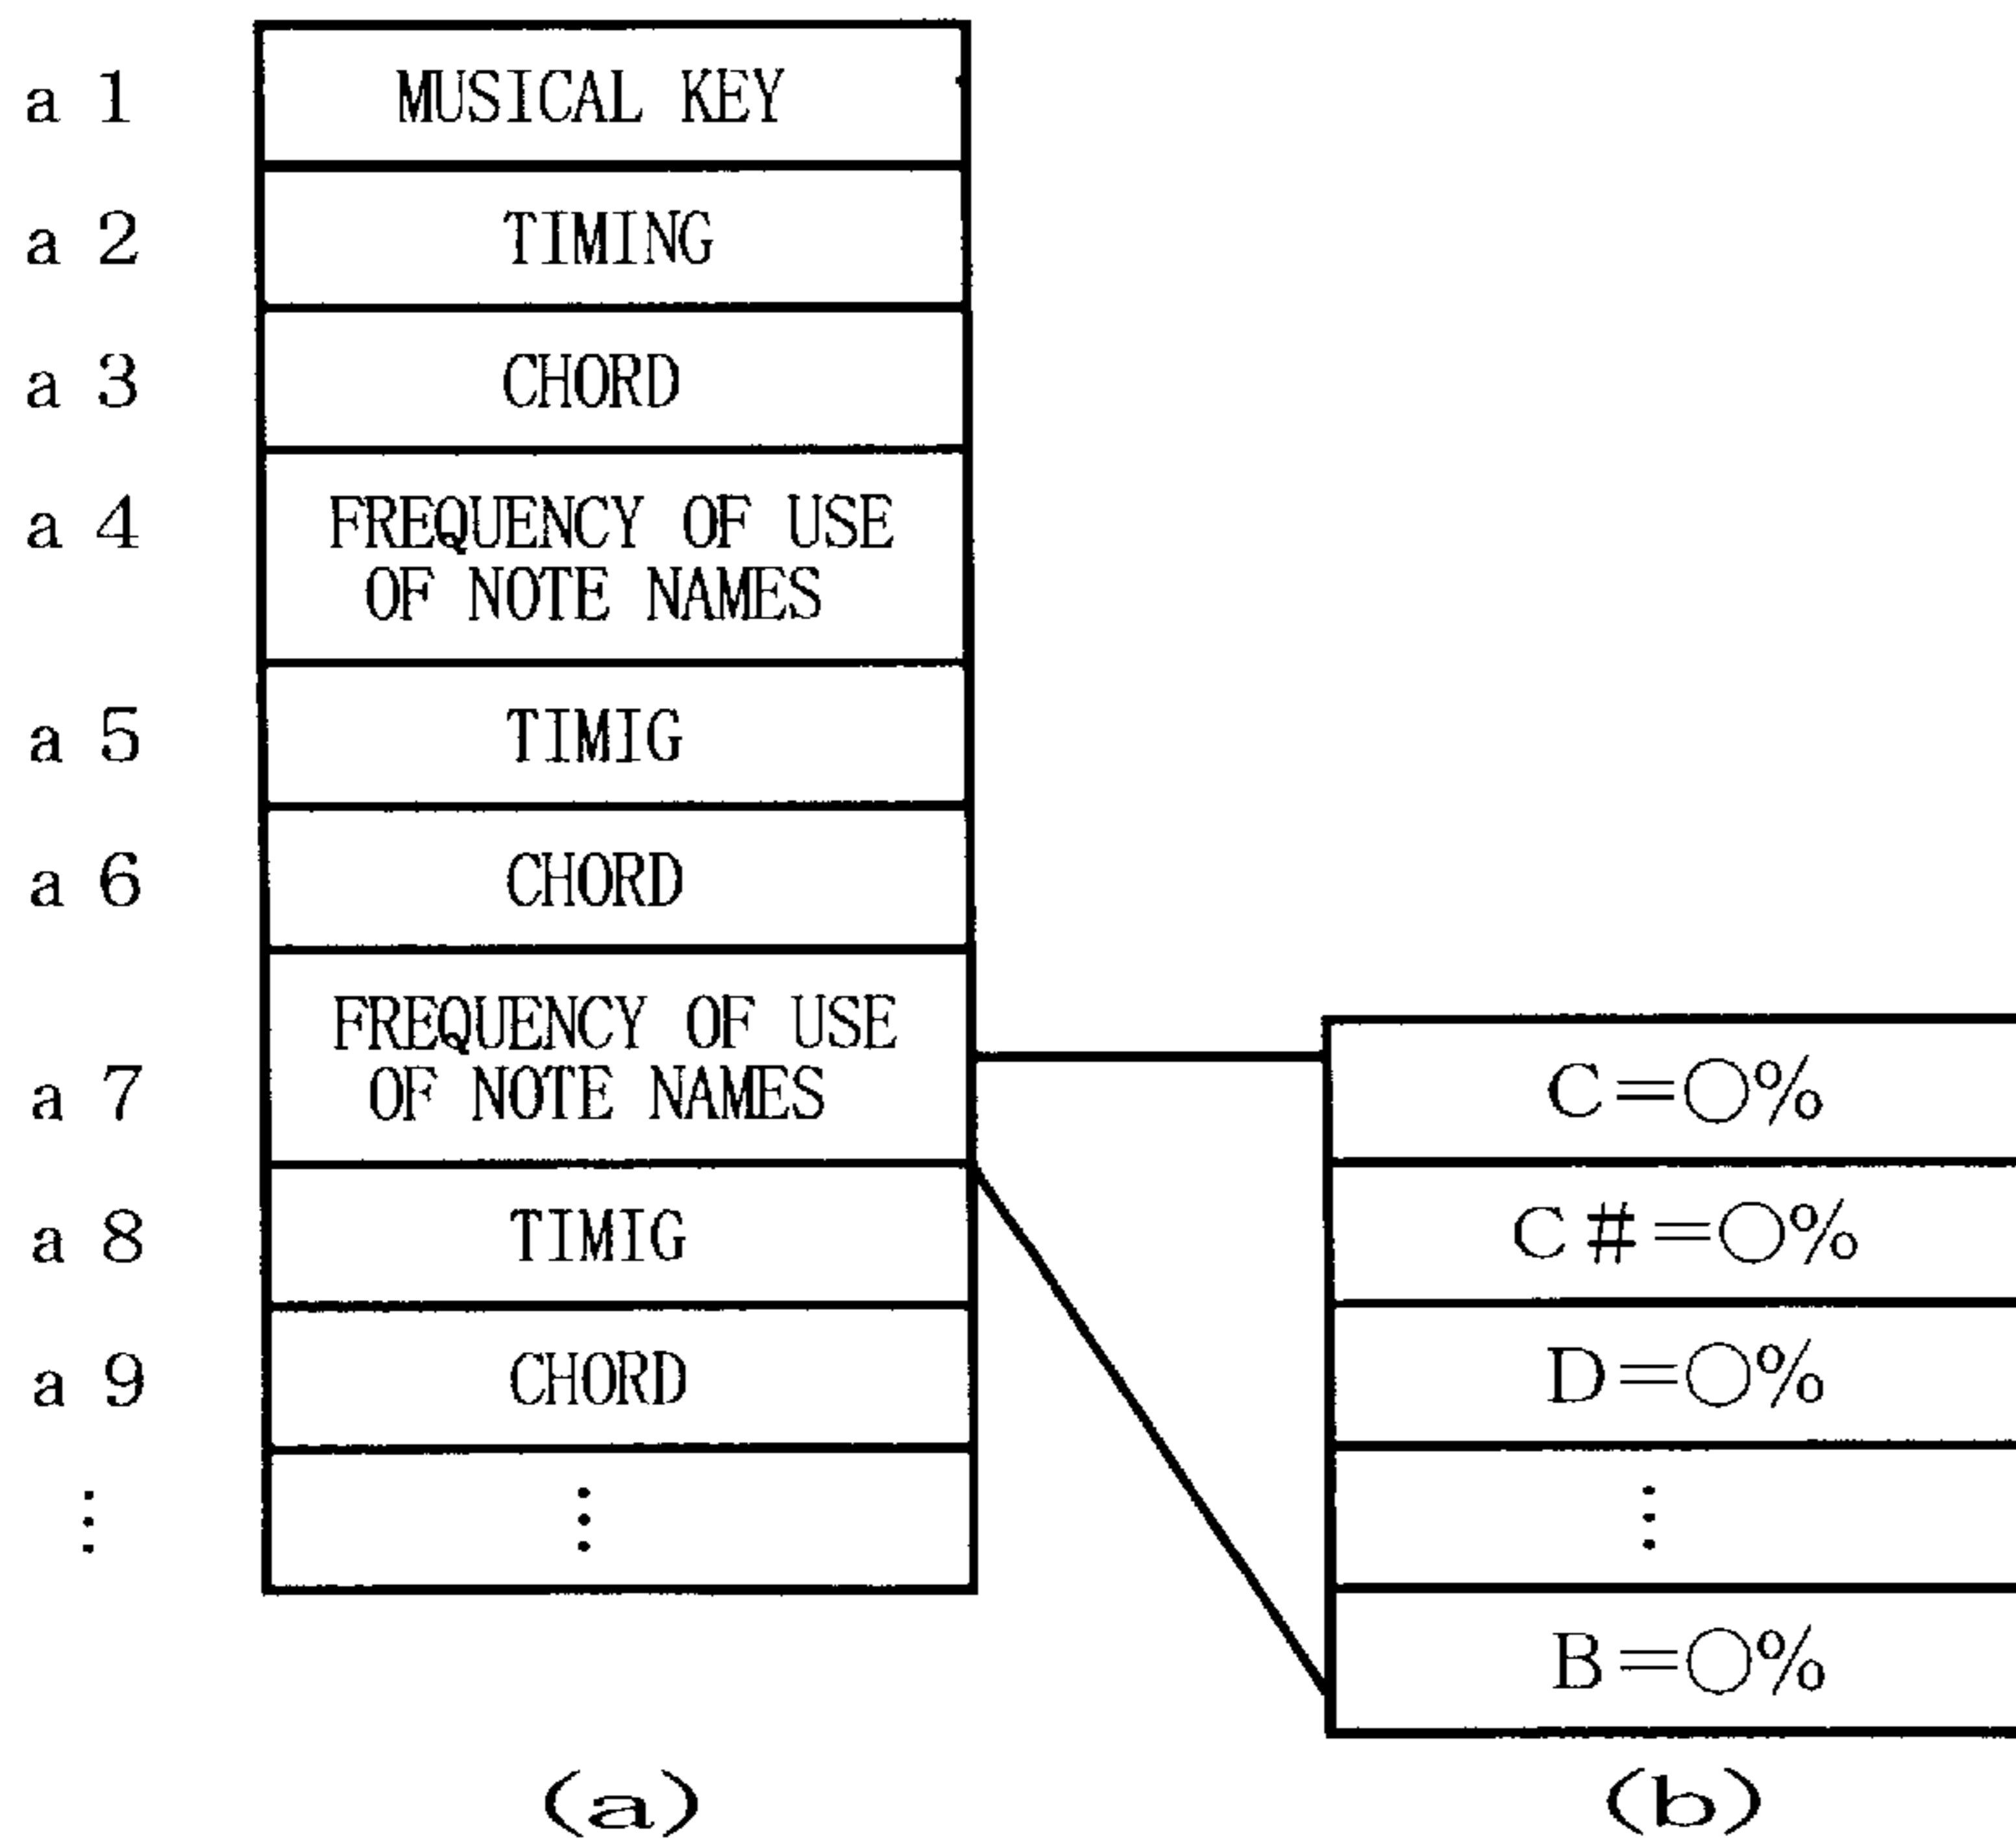 a 1 MUSICAL KEY
a 2 TIMING
a 3 CHORD
a 4 FREQUENCY OF USE
OF NOTE NAMES
a 5 TIMIG
a 6 CHORD
FREQUENCY OF USE
a 7 OF NOTE NAMES
a 8 TIMIG
a 9 CHORD
⋮ ⋮
(a)
C=○%
C#=○%
D=○%
⋮
B=○%
(b)